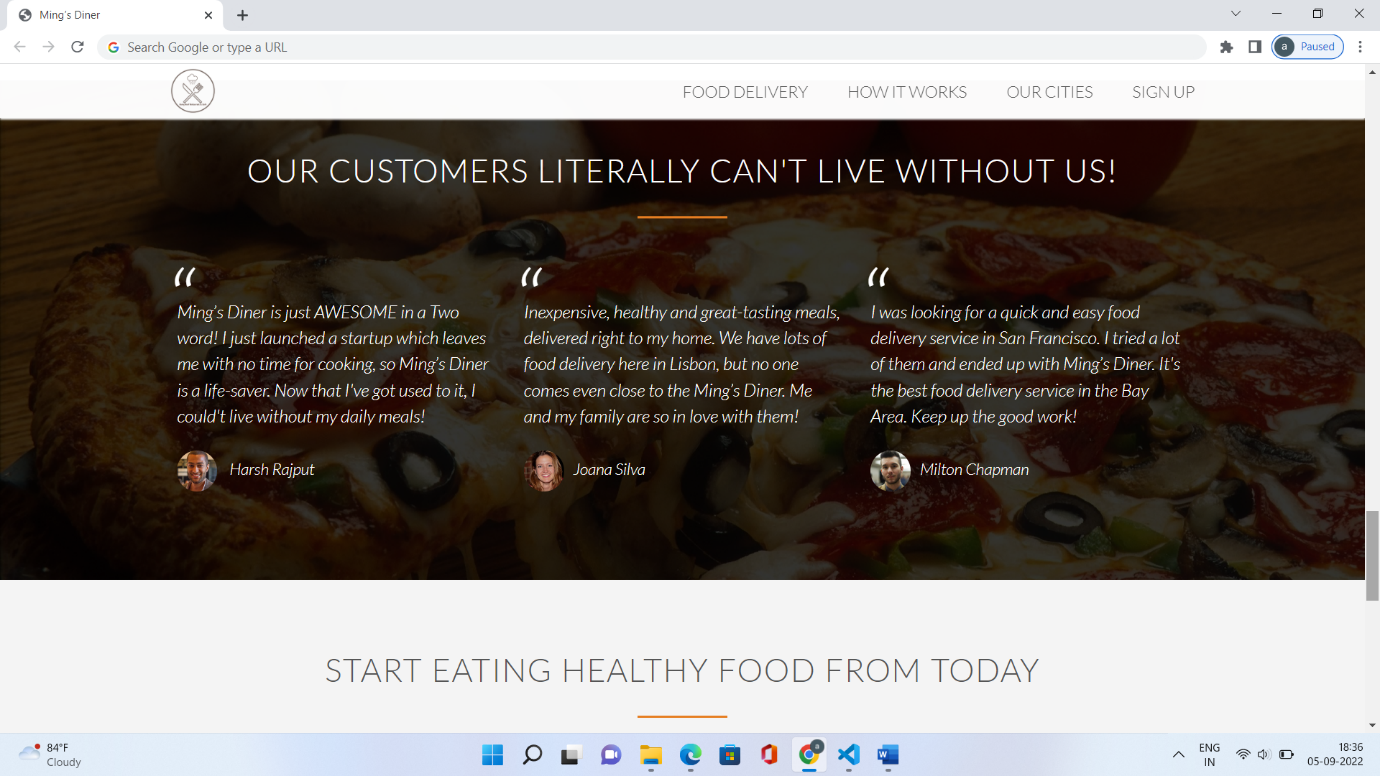 Ming's Diner
Search Google or type a URL
a Paused
FOOD DELIVERY HOW IT WORKS OUR CITIES SIGN UP
OUR CUSTOMERS LITERALLY CAN'T LIVE WITHOUT US!
“
Ming's Diner is just AWESOME in a Two
word! I just launched a startup which leaves
me with no time for cooking, so Ming's Diner
is a life-saver. Now that I've got used to it, I
could't live without my daily meals!
Harsh Rajput
“
Inexpensive, healthy and great-tasting meals,
delivered right to my home. We have lots of
food delivery here in Lisbon, but no one
comes even close to the Ming's Diner. Me
and my family are so in love with them!
Joana Silva
“
I was looking for a quick and easy food
delivery service in San Francisco. I tried a lot
of them and ended up with Ming's Diner. It's
the best food delivery service in the Bay
Area. Keep up the good work!
Milton Chapman
START EATING HEALTHY FOOD FROM TODAY
84°F
Cloudy
a
W
ENG
IN
18:36
05-09-2022